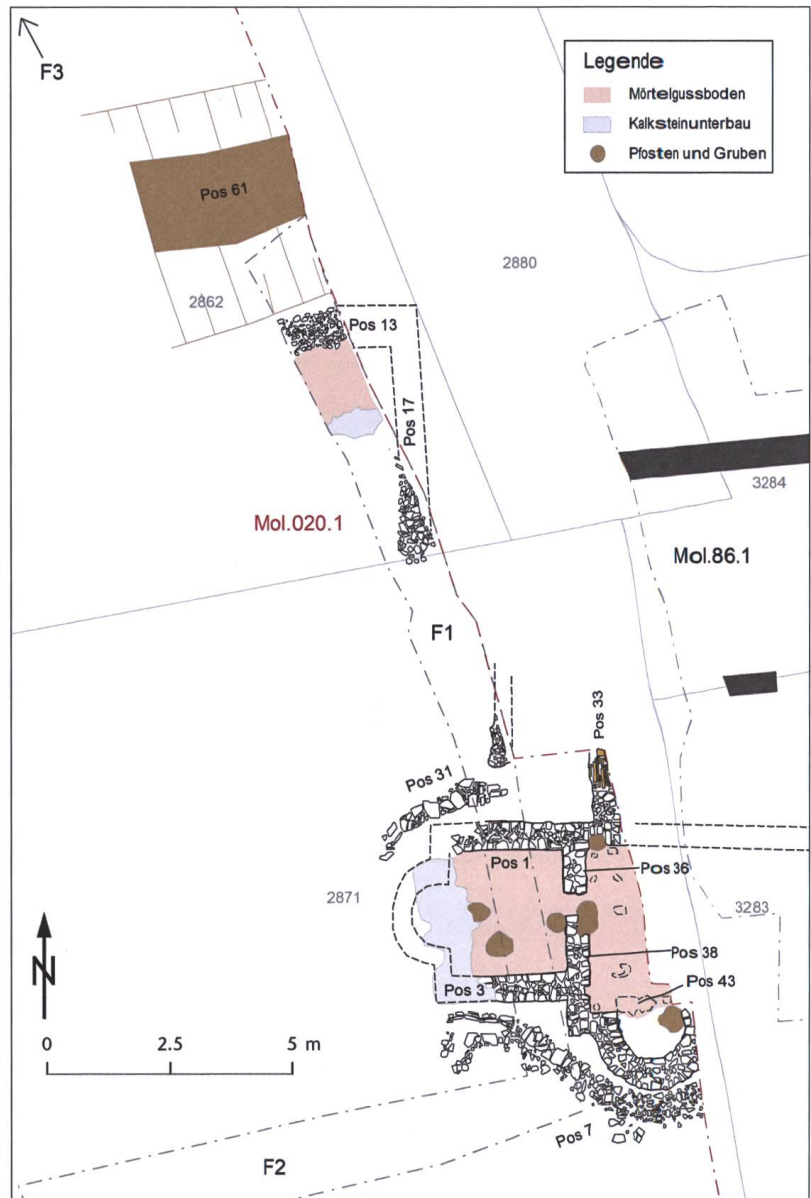 F3
Legende
Mörtelgussboden
Kalksteinunterbau
Pfosten und Gruben
Pos 61
2880
2862
Pos 13
Pos 17
3284
Mol.020.1
Mol.86.1
F1
Pos 33
Pos 31
Pos 1
Pos 36
2871
3283
Pos 38
N
Pos 3
Pos 43
0 2.5 5 m
Pos 7
F2